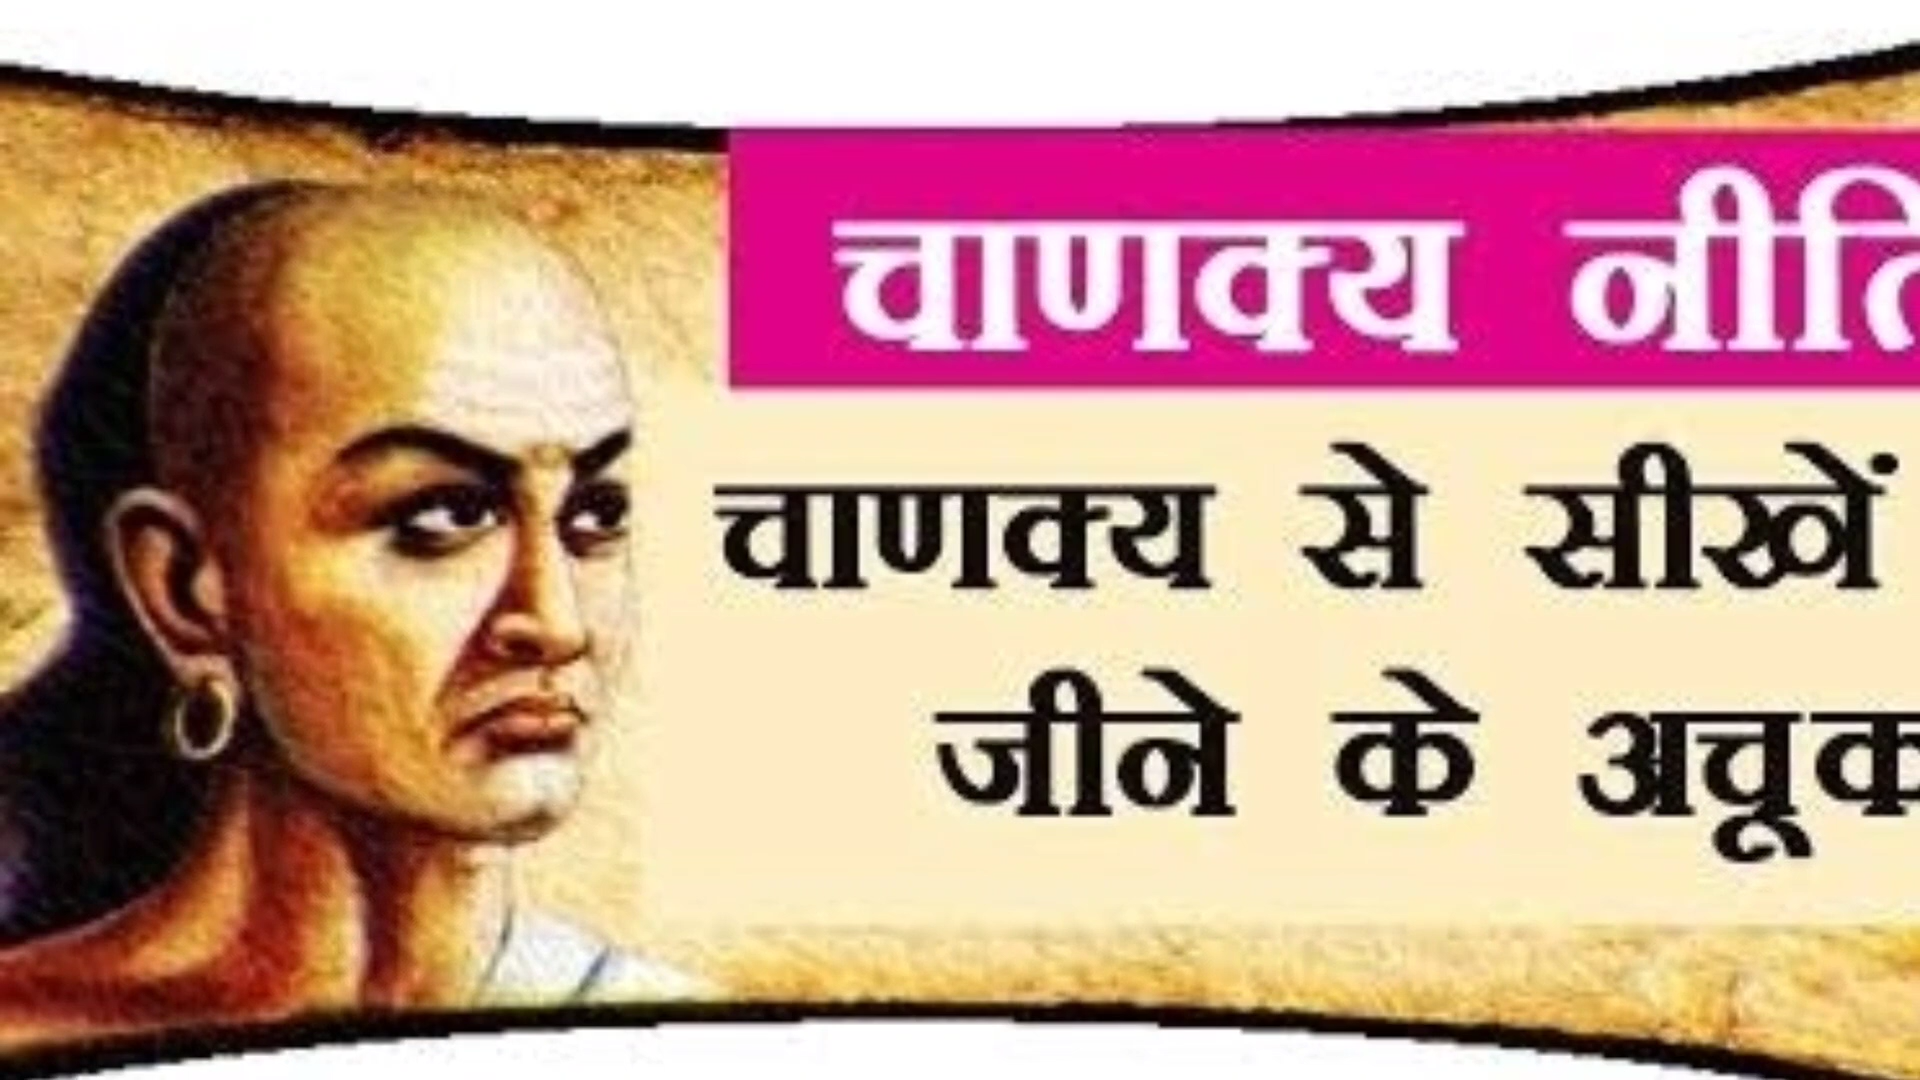 चाणक्य नीति
चाणक्य से सीखें
जीने के अचूक